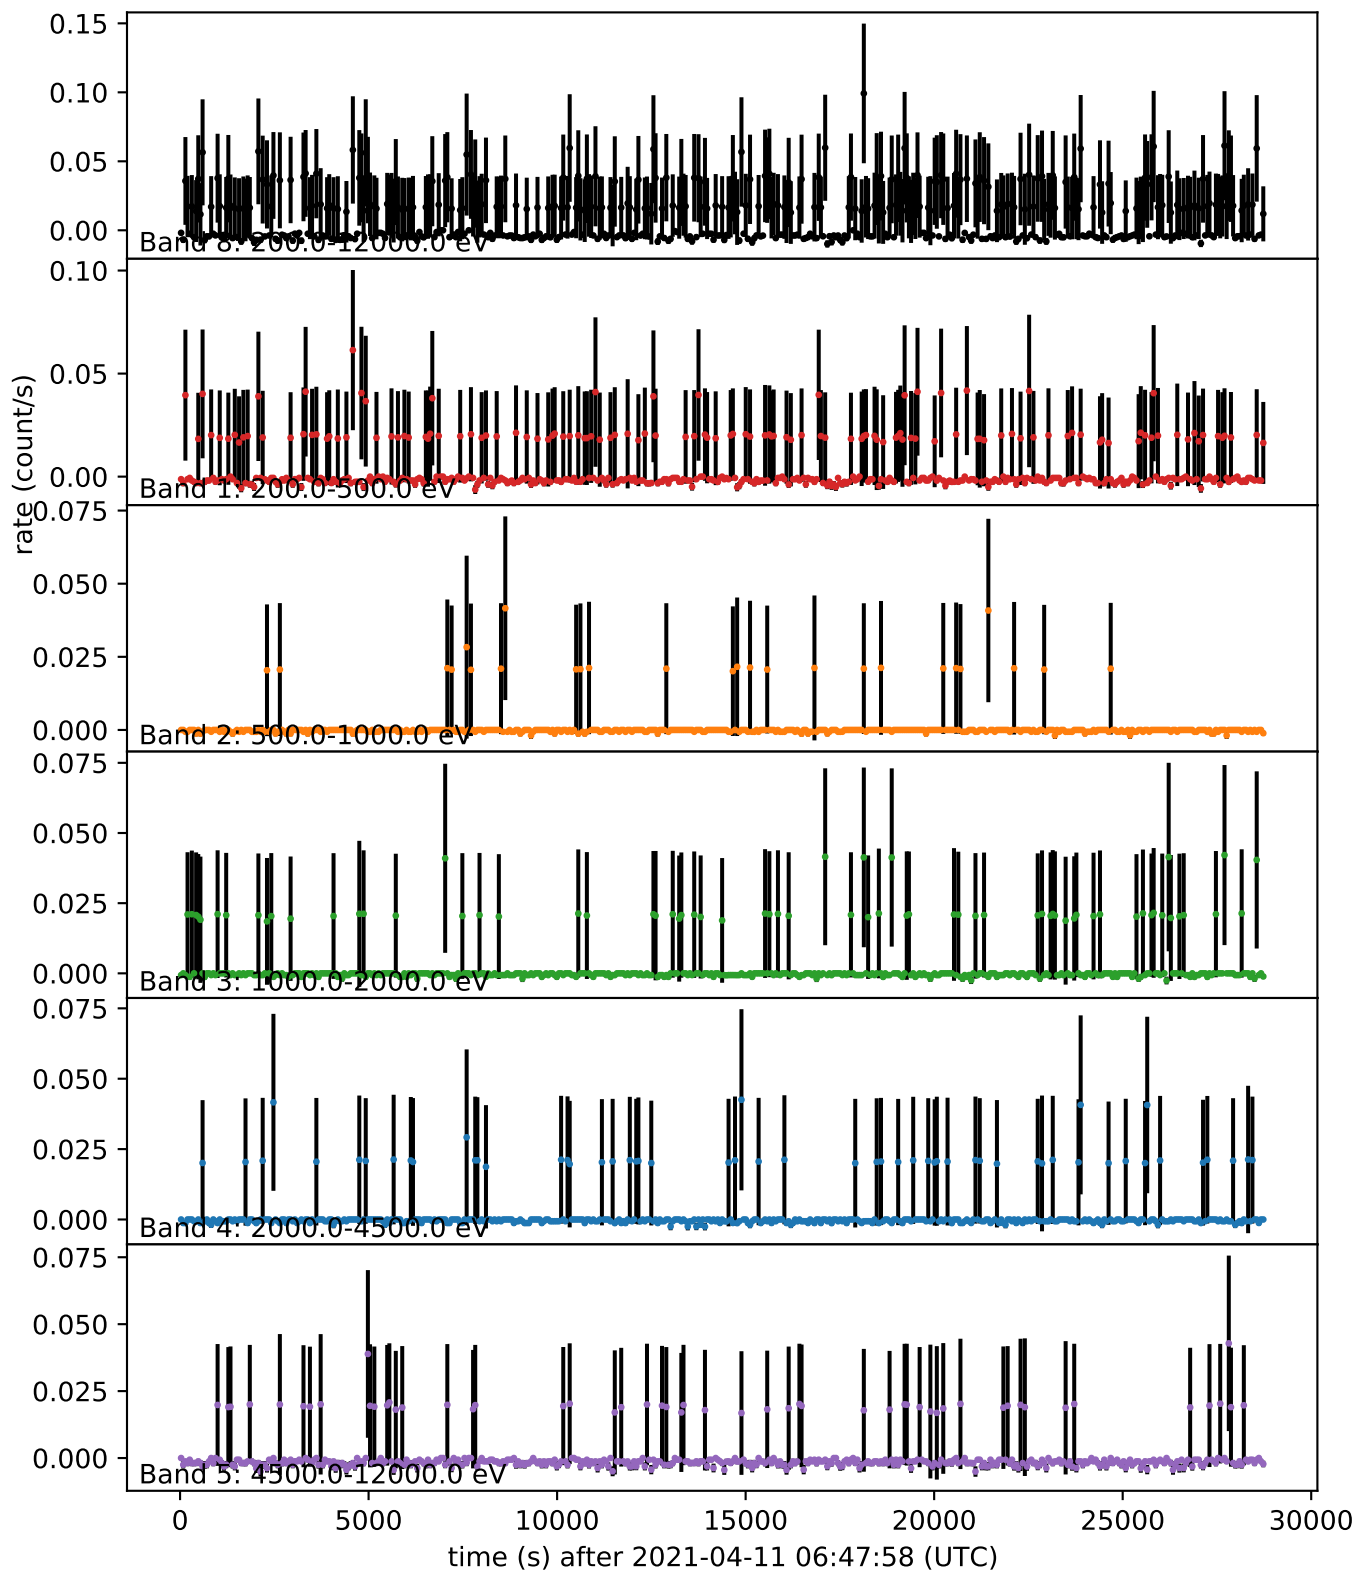 0.15
0.10
0.05
0.00
Band 8: 200.0-12000.0 eV
0.10
0.05
0.00
Band 1: 200.0-500.0 eV
rate (count/s)
0.075
0.050
0.025
0.000
Band 2: 500.0-1000.0 eV
0.075
0.050
0.025
0.000
Band 3: 1000.0-2000.0 eV
0.075
0.050
0.025
0.000
Band 4: 2000.0-4500.0 eV
0.075
0.050
0.025
0.000
Band 5: 4500.0-12000.0 eV
0 5000 10000 15000 20000 25000 30000
time (s) after 2021-04-11 06:47:58 (UTC)